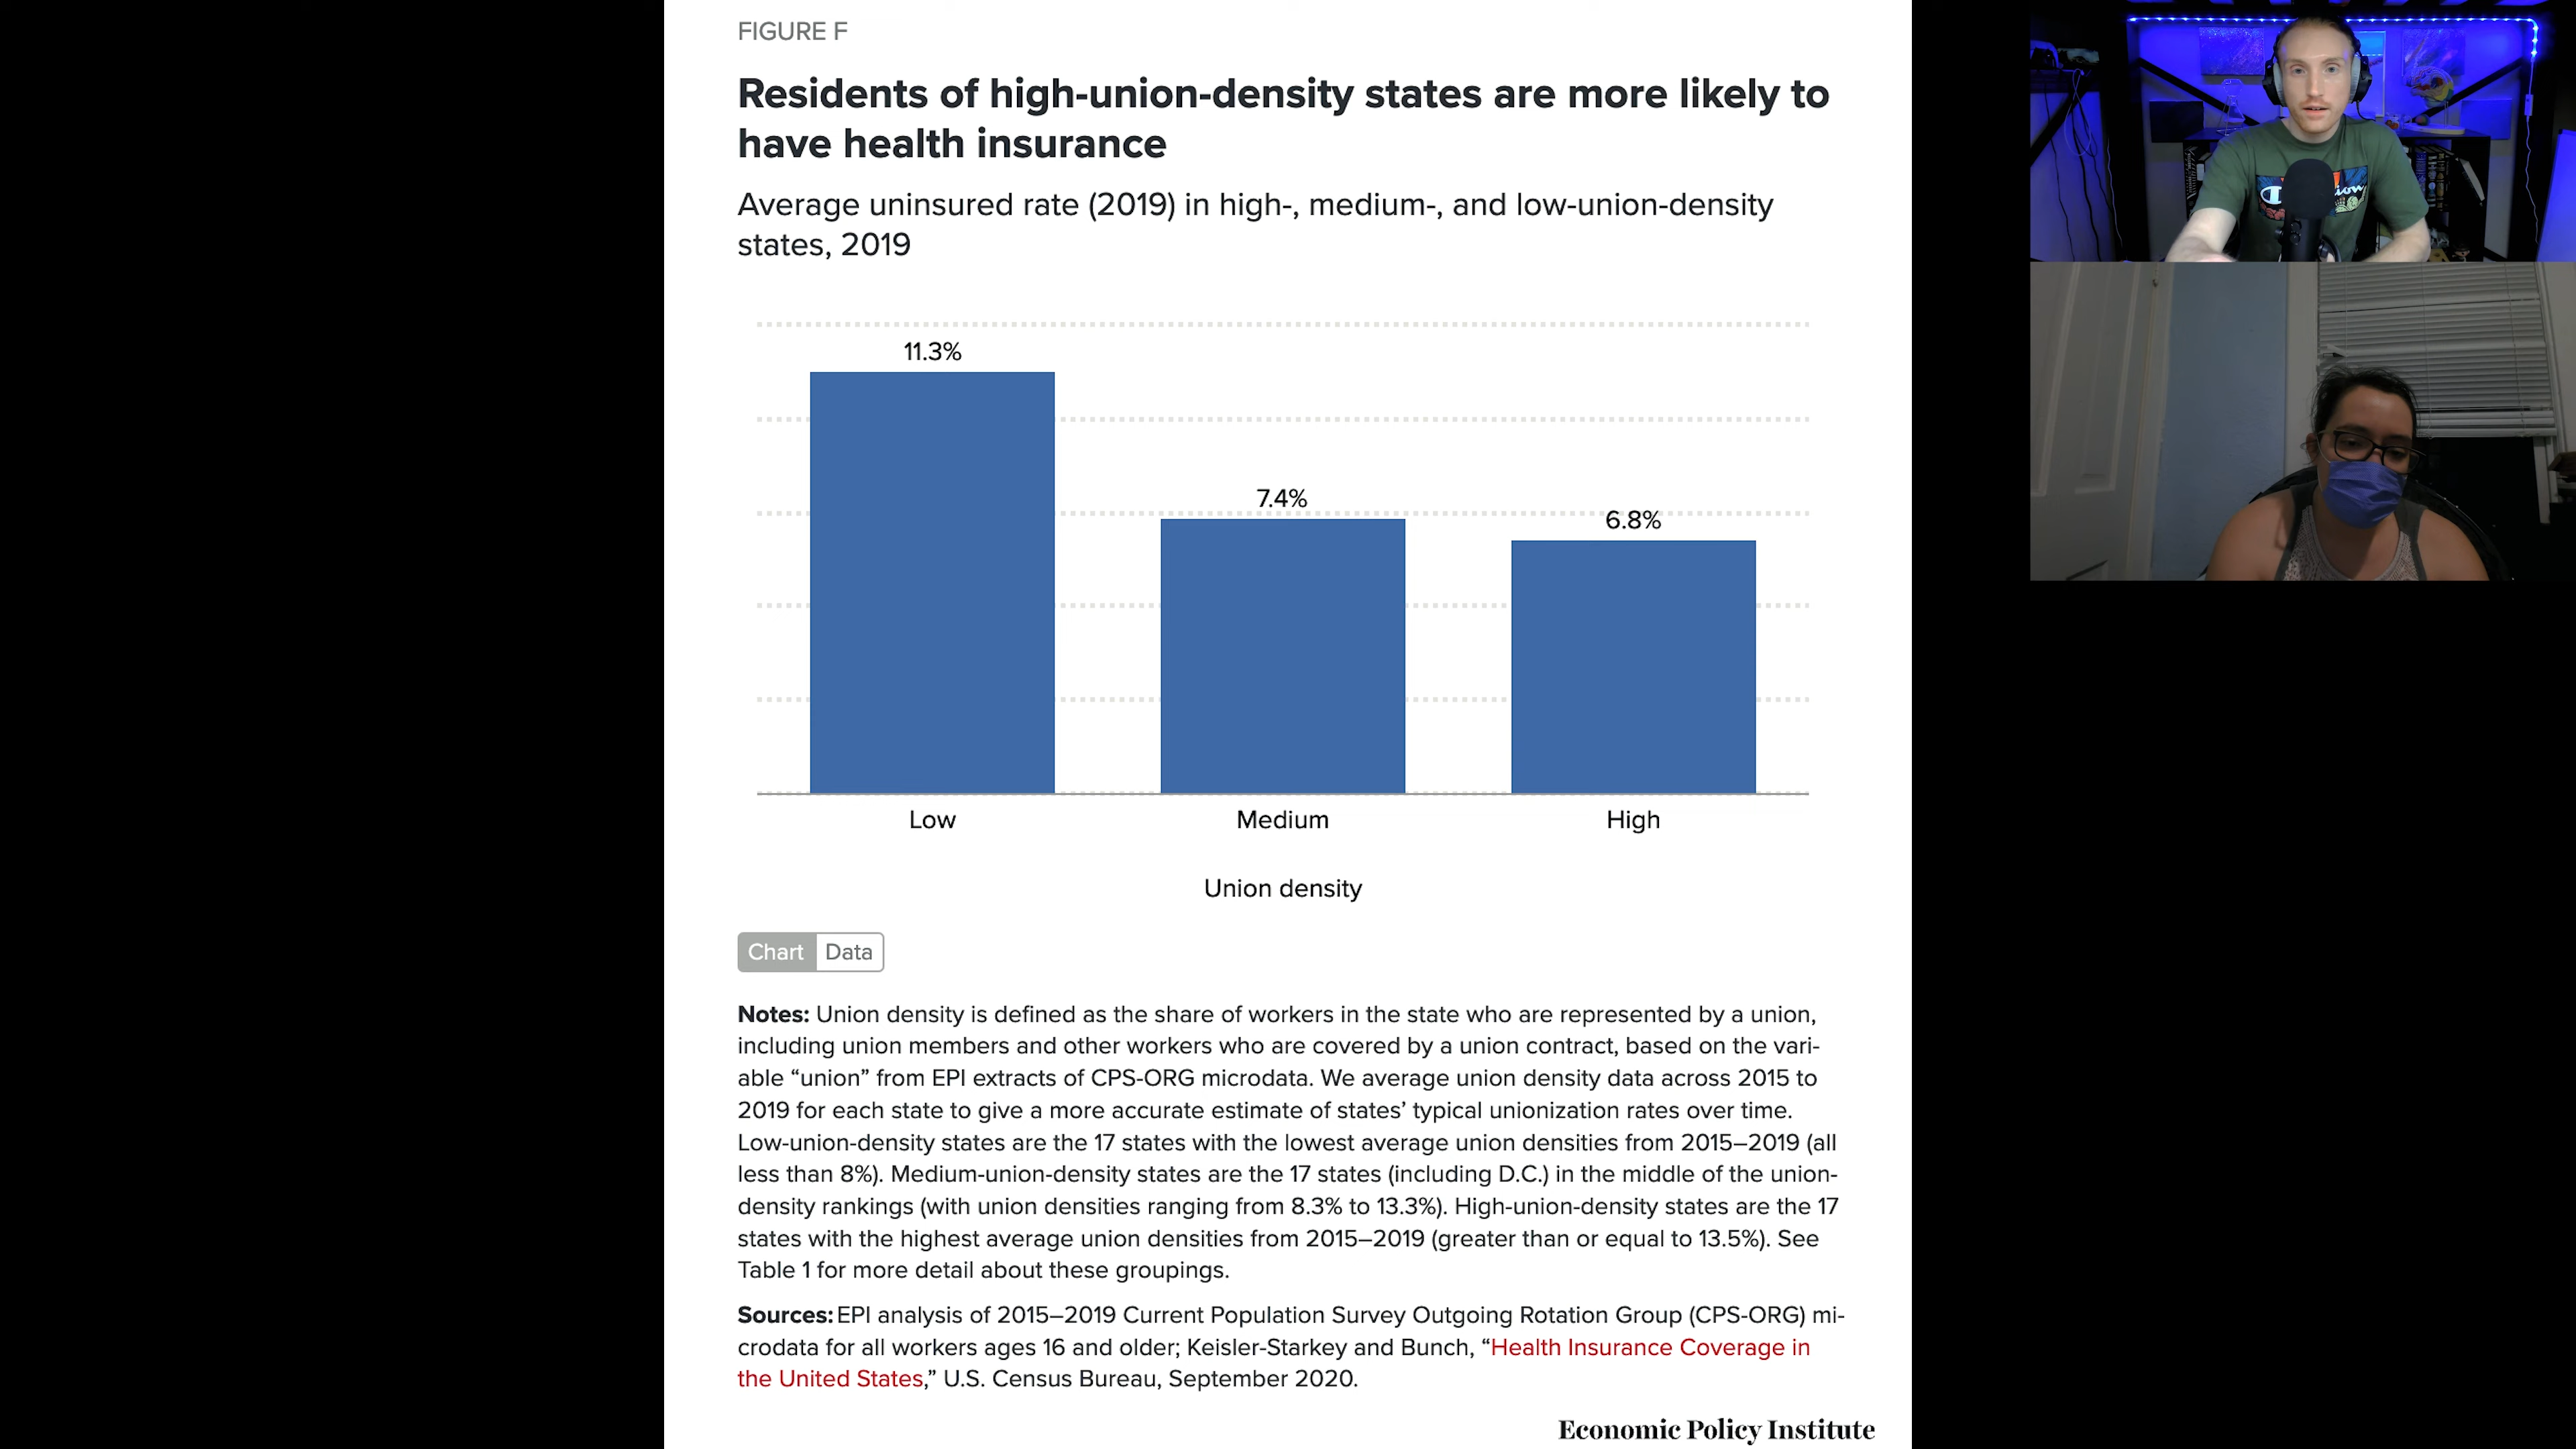 FIGURE F
Residents of high-union-density states are more likely to
have health insurance
Average uninsured rate (2019) in high-, medium-, and low-union-density
states, 2019
11.3%
7.4%
6.8%
Low
Medium
High
Union density
Chart
Data
Notes: Union density is defined as the share of workers in the state who are represented by a union,
including union members and other workers who are covered by a union contract, based on the vari-
able “union” from EPI extracts of CPS-ORG microdata. We average union density data across 2015 to
2019 for each state to give a more accurate estimate of states’ typical unionization rates over time.
Low-union-density states are the 17 states with the lowest average union densities from 2015–2019 (all
less than 8%). Medium-union-density states are the 17 states (including D.C.) in the middle of the union-
density rankings (with union densities ranging from 8.3% to 13.3%). High-union-density states are the 17
states with the highest average union densities from 2015–2019 (greater than or equal to 13.5%). See
Table 1 for more detail about these groupings.
Sources: EPI analysis of 2015–2019 Current Population Survey Outgoing Rotation Group (CPS-ORG) mi-
crodata for all workers ages 16 and older; Keisler-Starkey and Bunch, “Health Insurance Coverage in
the United States,” U.S. Census Bureau, September 2020.
Economic Policy Institute